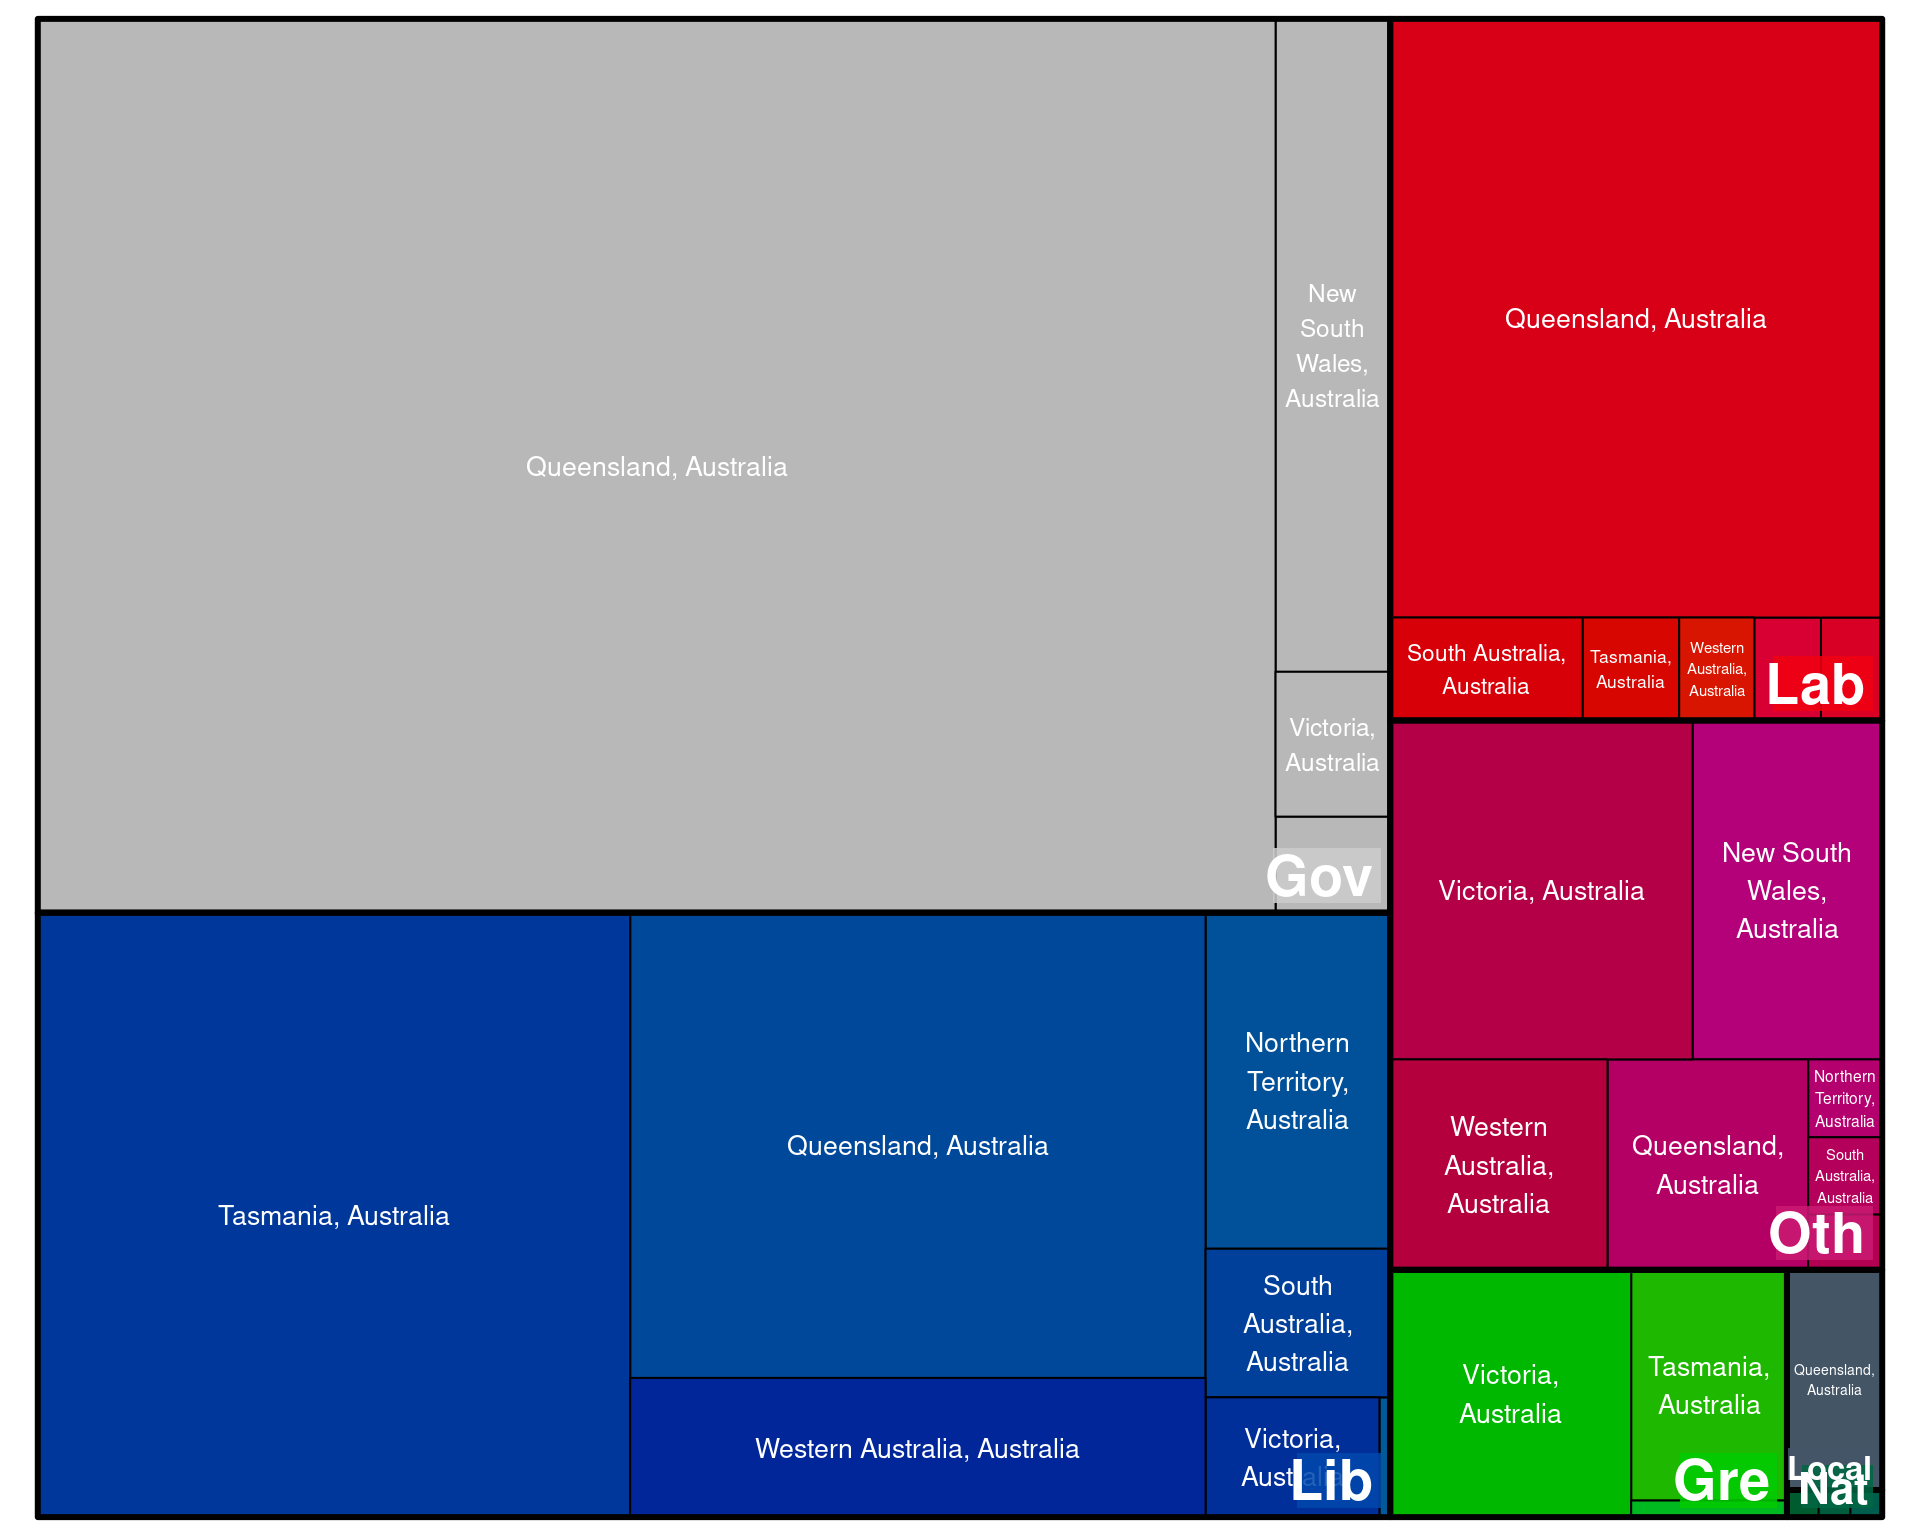 Queensland, Australia
New
South
Wales,
Australia
Victoria,
Australia
Gov
Queensland, Australia
South Australia,
Australia
Tasmania,
Australia
Western
Australia,
Australia
Lab
Tasmania, Australia
Queensland, Australia
Western Australia, Australia
Northern
Territory,
Australia
South
Australia,
Australia
Victoria,
Australia
Lib
Victoria, Australia
New South
Wales,
Australia
Western
Australia,
Australia
Queensland,
Australia
Northern
Territory,
Australia
South
Australia,
Australia
Oth
Victoria,
Australia
Tasmania,
Australia
Gre
Queensland,
Australia
Local
Nat